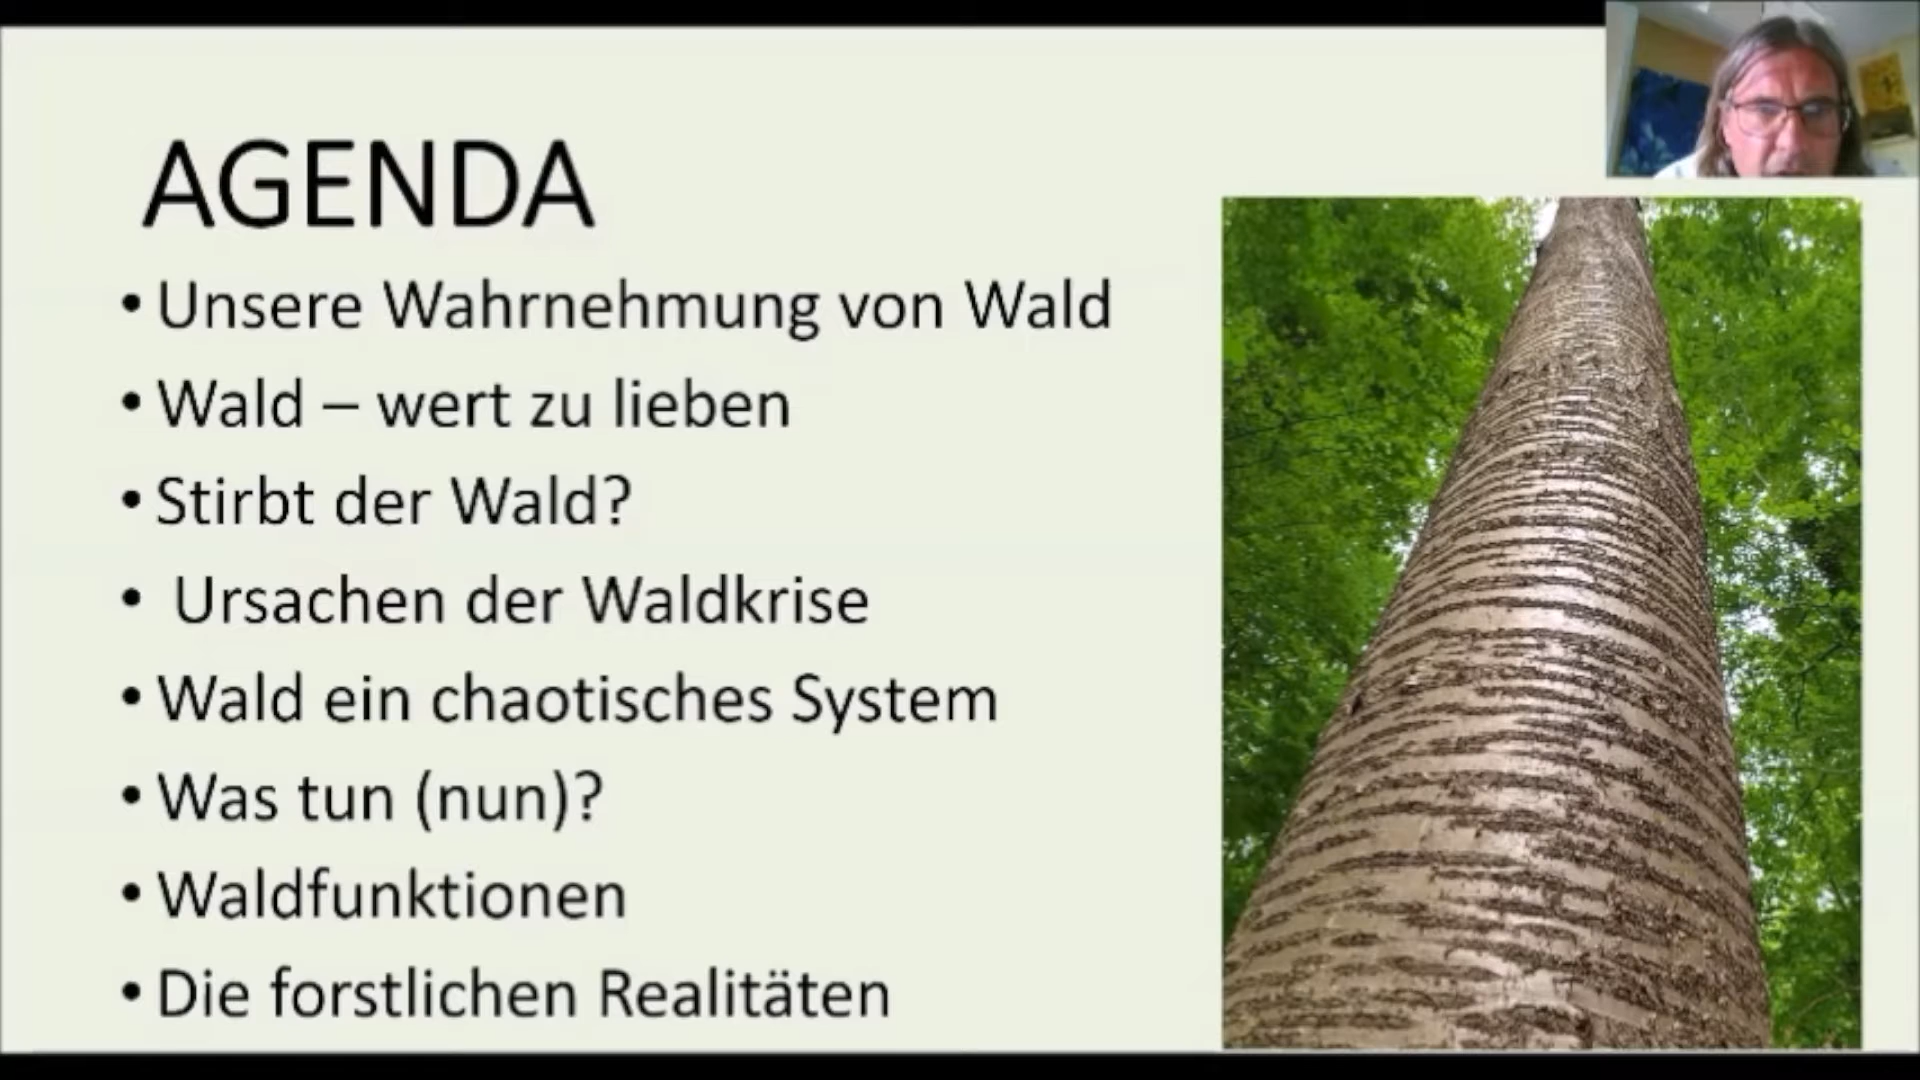 AGENDA
• Unsere Wahrnehmung von Wald
• Wald – wert zu lieben
• Stirbt der Wald?
• Ursachen der Waldkrise
• Wald ein chaotisches System
• Was tun (nun)?
• Waldfunktionen
• Die forstlichen Realitäten